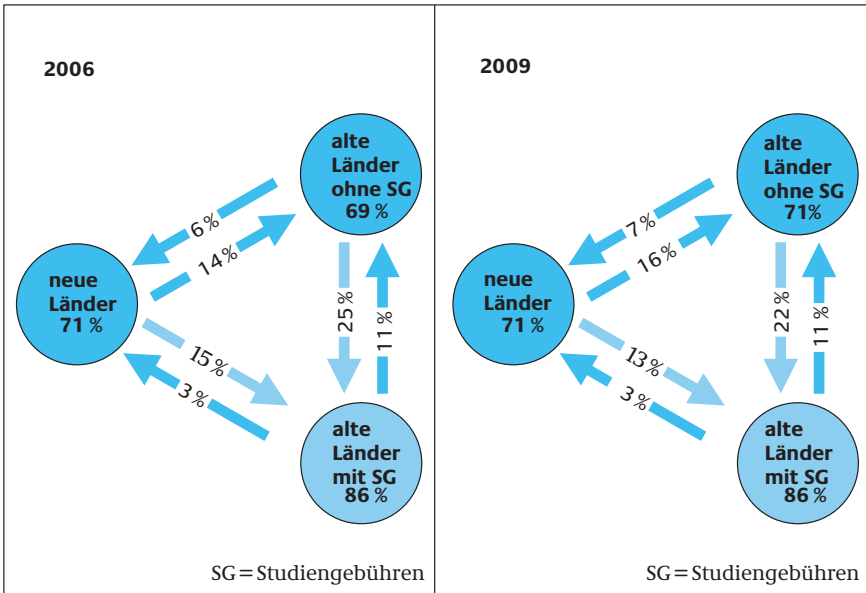 2006
alte
Länder
ohne SG
69 %
6 %
14 %
neue
Länder
71 %
25 %
11 %
15 %
3 %
alte
Länder
mit SG
86 %
SG=Studiengebühren
2009
alte
Länder
ohne SG
71%
7 %
16 %
neue
Länder
71 %
22 %
11 %
13 %
3 %
alte
Länder
mit SG
86 %
SG=Studiengebühren